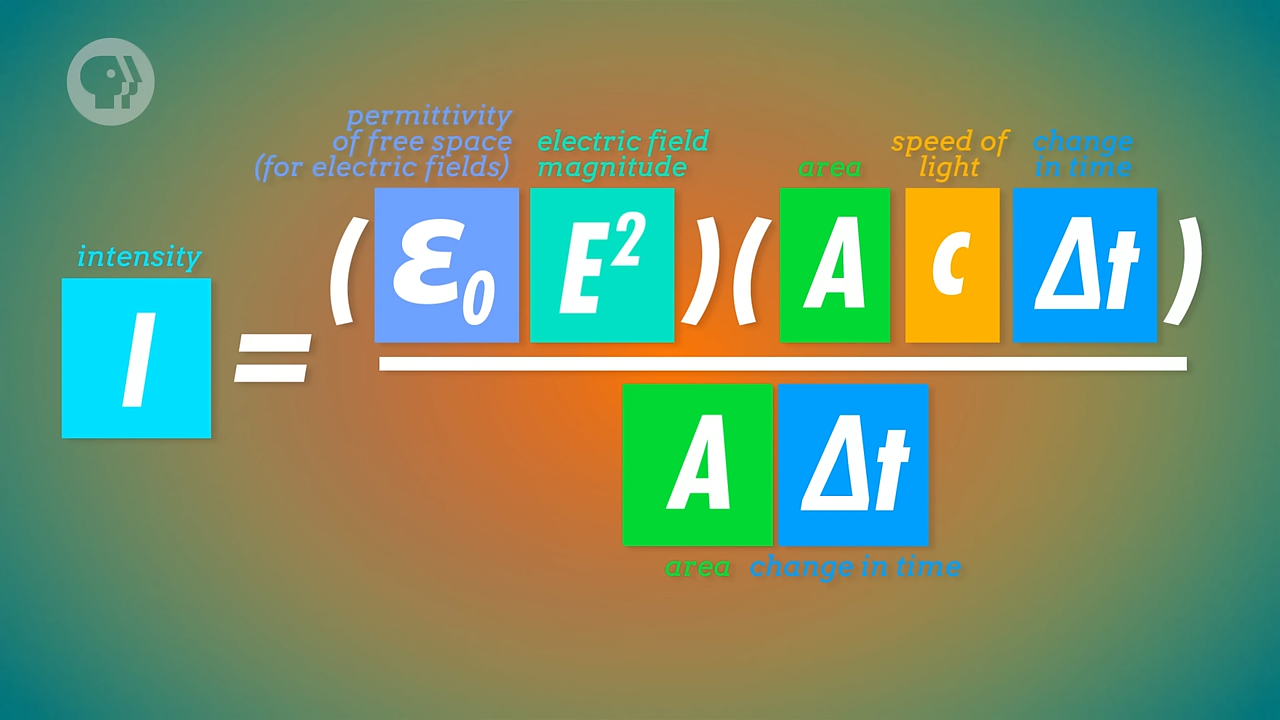 permittivity
of free space
(for electric fields)
electric field
magnitude
area
speed of
light
change
in time
intensity
I = (ε₀ E²)(A c Δt)
A Δt
area change in time